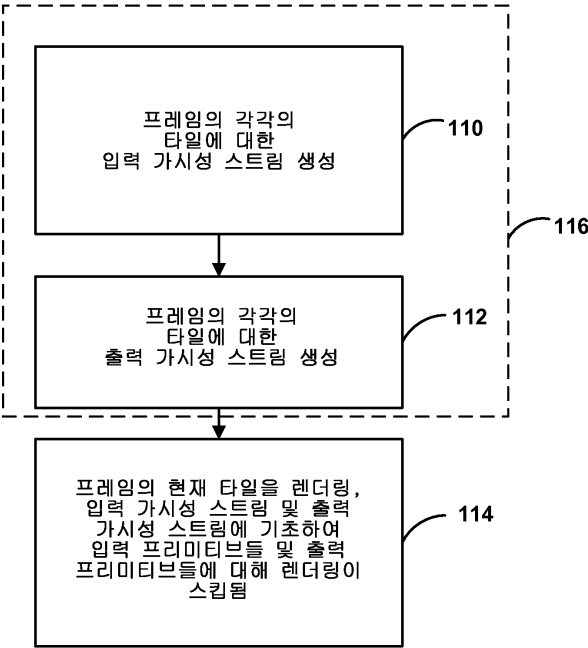 프레임의 각각의
타일에 대한
입력 가시성 스트림 생성
110
116
프레임의 각각의
타일에 대한
출력 가시성 스트림 생성
112
프레임의 현재 타일을 렌더링,
입력 가시성 스트림 및 출력
가시성 스트림에 기초하여
입력 프리미티브들 및 출력
프리미티브들에 대해 렌더링이
스킵됨
114